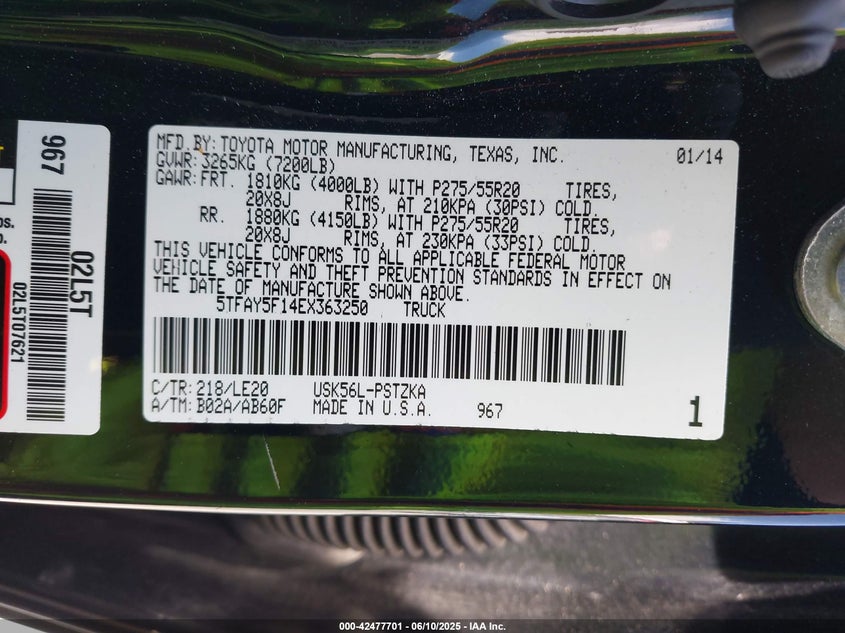 967
02L5T
02L5T07621
bs.
o.
MFD.BY: TOYOTA MOTOR MANUFACTURING, TEXAS, INC. 01/14
GVWR: 3265KG (7200LB)
GAWR: FRT. 1810KG (4000LB) WITH P275/55R20 TIRES,
20X8J RIMS, AT 210KPA (30PSI) COLD.
RR. 1880KG (4150LB) WITH P275/55R20 TIRES,
20X8J RIMS, AT 230KPA (33PSI) COLD.
THIS VEHICLE CONFORMS TO ALL APPLICABLE FEDERAL MOTOR
VEHICLE SAFETY AND THEFT PREVENTION STANDARDS IN EFFECT ON
THE DATE OF MANUFACTURE SHOWN ABOVE.
5TFAY5F14EX363250 TRUCK
C/TR: 218/LE20 USK56L-PSTZKA
A/TM: B02A/AB60F MADE IN U.S.A. 967 1
000-42477701 - 06/10/2025 - IAA Inc.